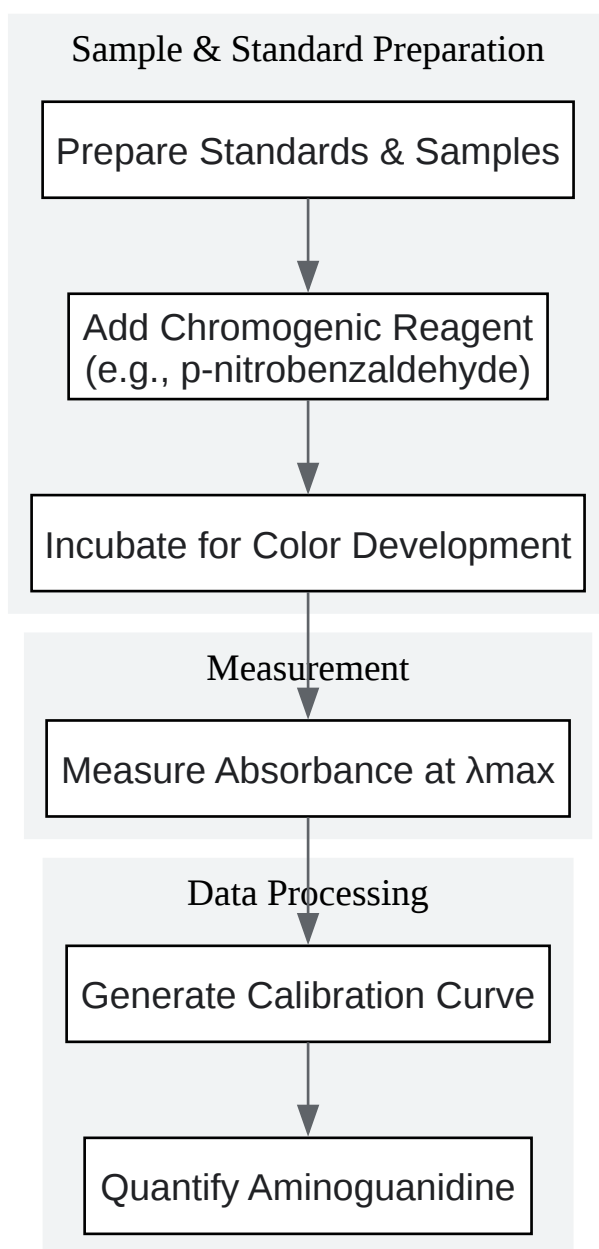 Sample & Standard Preparation
Prepare Standards & Samples
Add Chromogenic Reagent
(e.g., p-nitrobenzaldehyde)
Incubate for Color Development
Measurement
Measure Absorbance at λmax
Data Processing
Generate Calibration Curve
Quantify Aminoguanidine